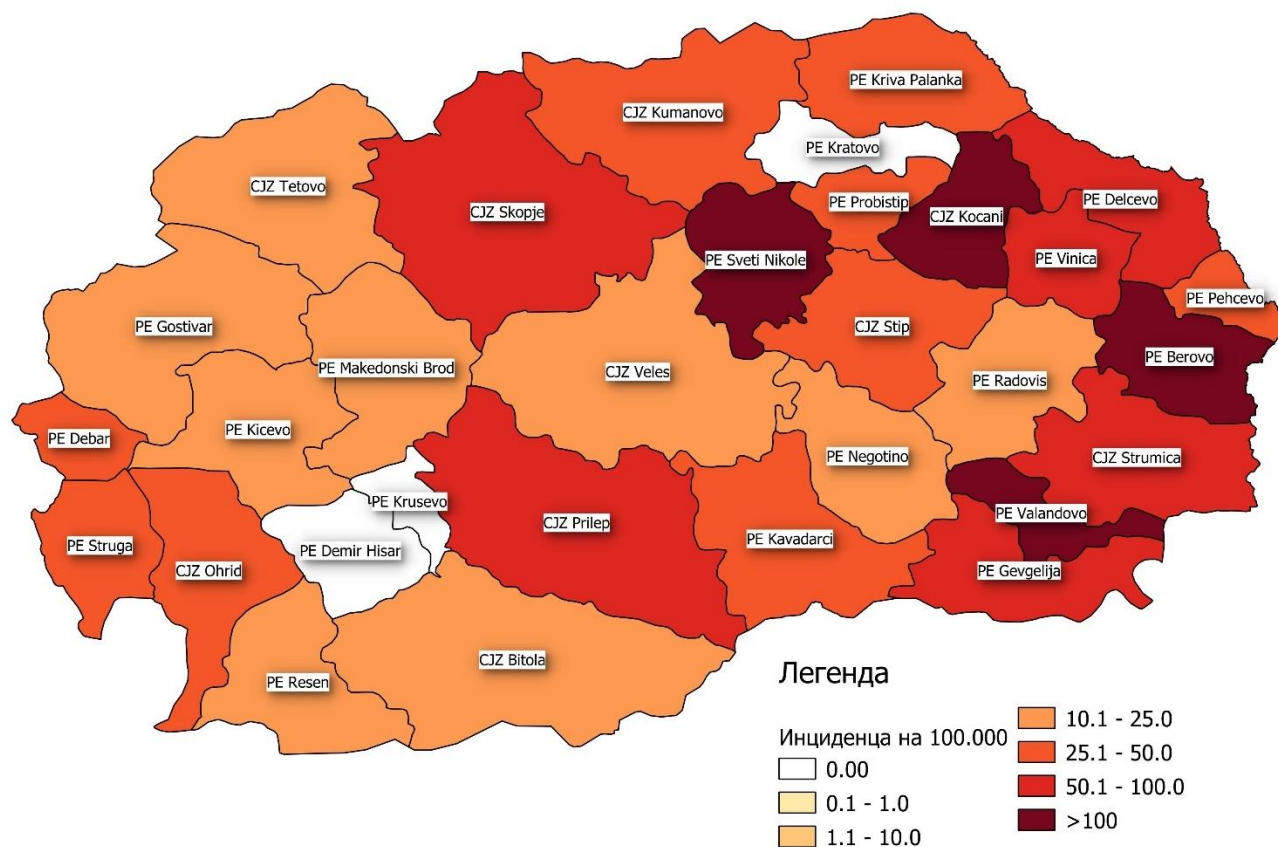 PE Kriva Palanka
CJZ Kumanovo
PE Kratovo
CJZ Tetovo
PE Probistip
PE Delcevo
CJZ Skopje
CJZ Kocani
PE Sveti Nikole
PE Vinica
PE Pehcevo
PE Gostivar
CJZ Stip
PE Berovo
PE Makedonski Brod
CJZ Veles
PE Radovis
PE Debar
PE Kicevo
PE Negotino
CJZ Strumica
PE Krusevo
PE Valandovo
CJZ Prilep
PE Struga
PE Demir Hisar
PE Kavadarci
CJZ Ohrid
PE Gevgelija
CJZ Bitola
PE Resen
Легенда
Инциденца на 100.000
0.00
0.1 - 1.0
1.1 - 10.0
10.1 - 25.0
25.1 - 50.0
50.1 - 100.0
>100